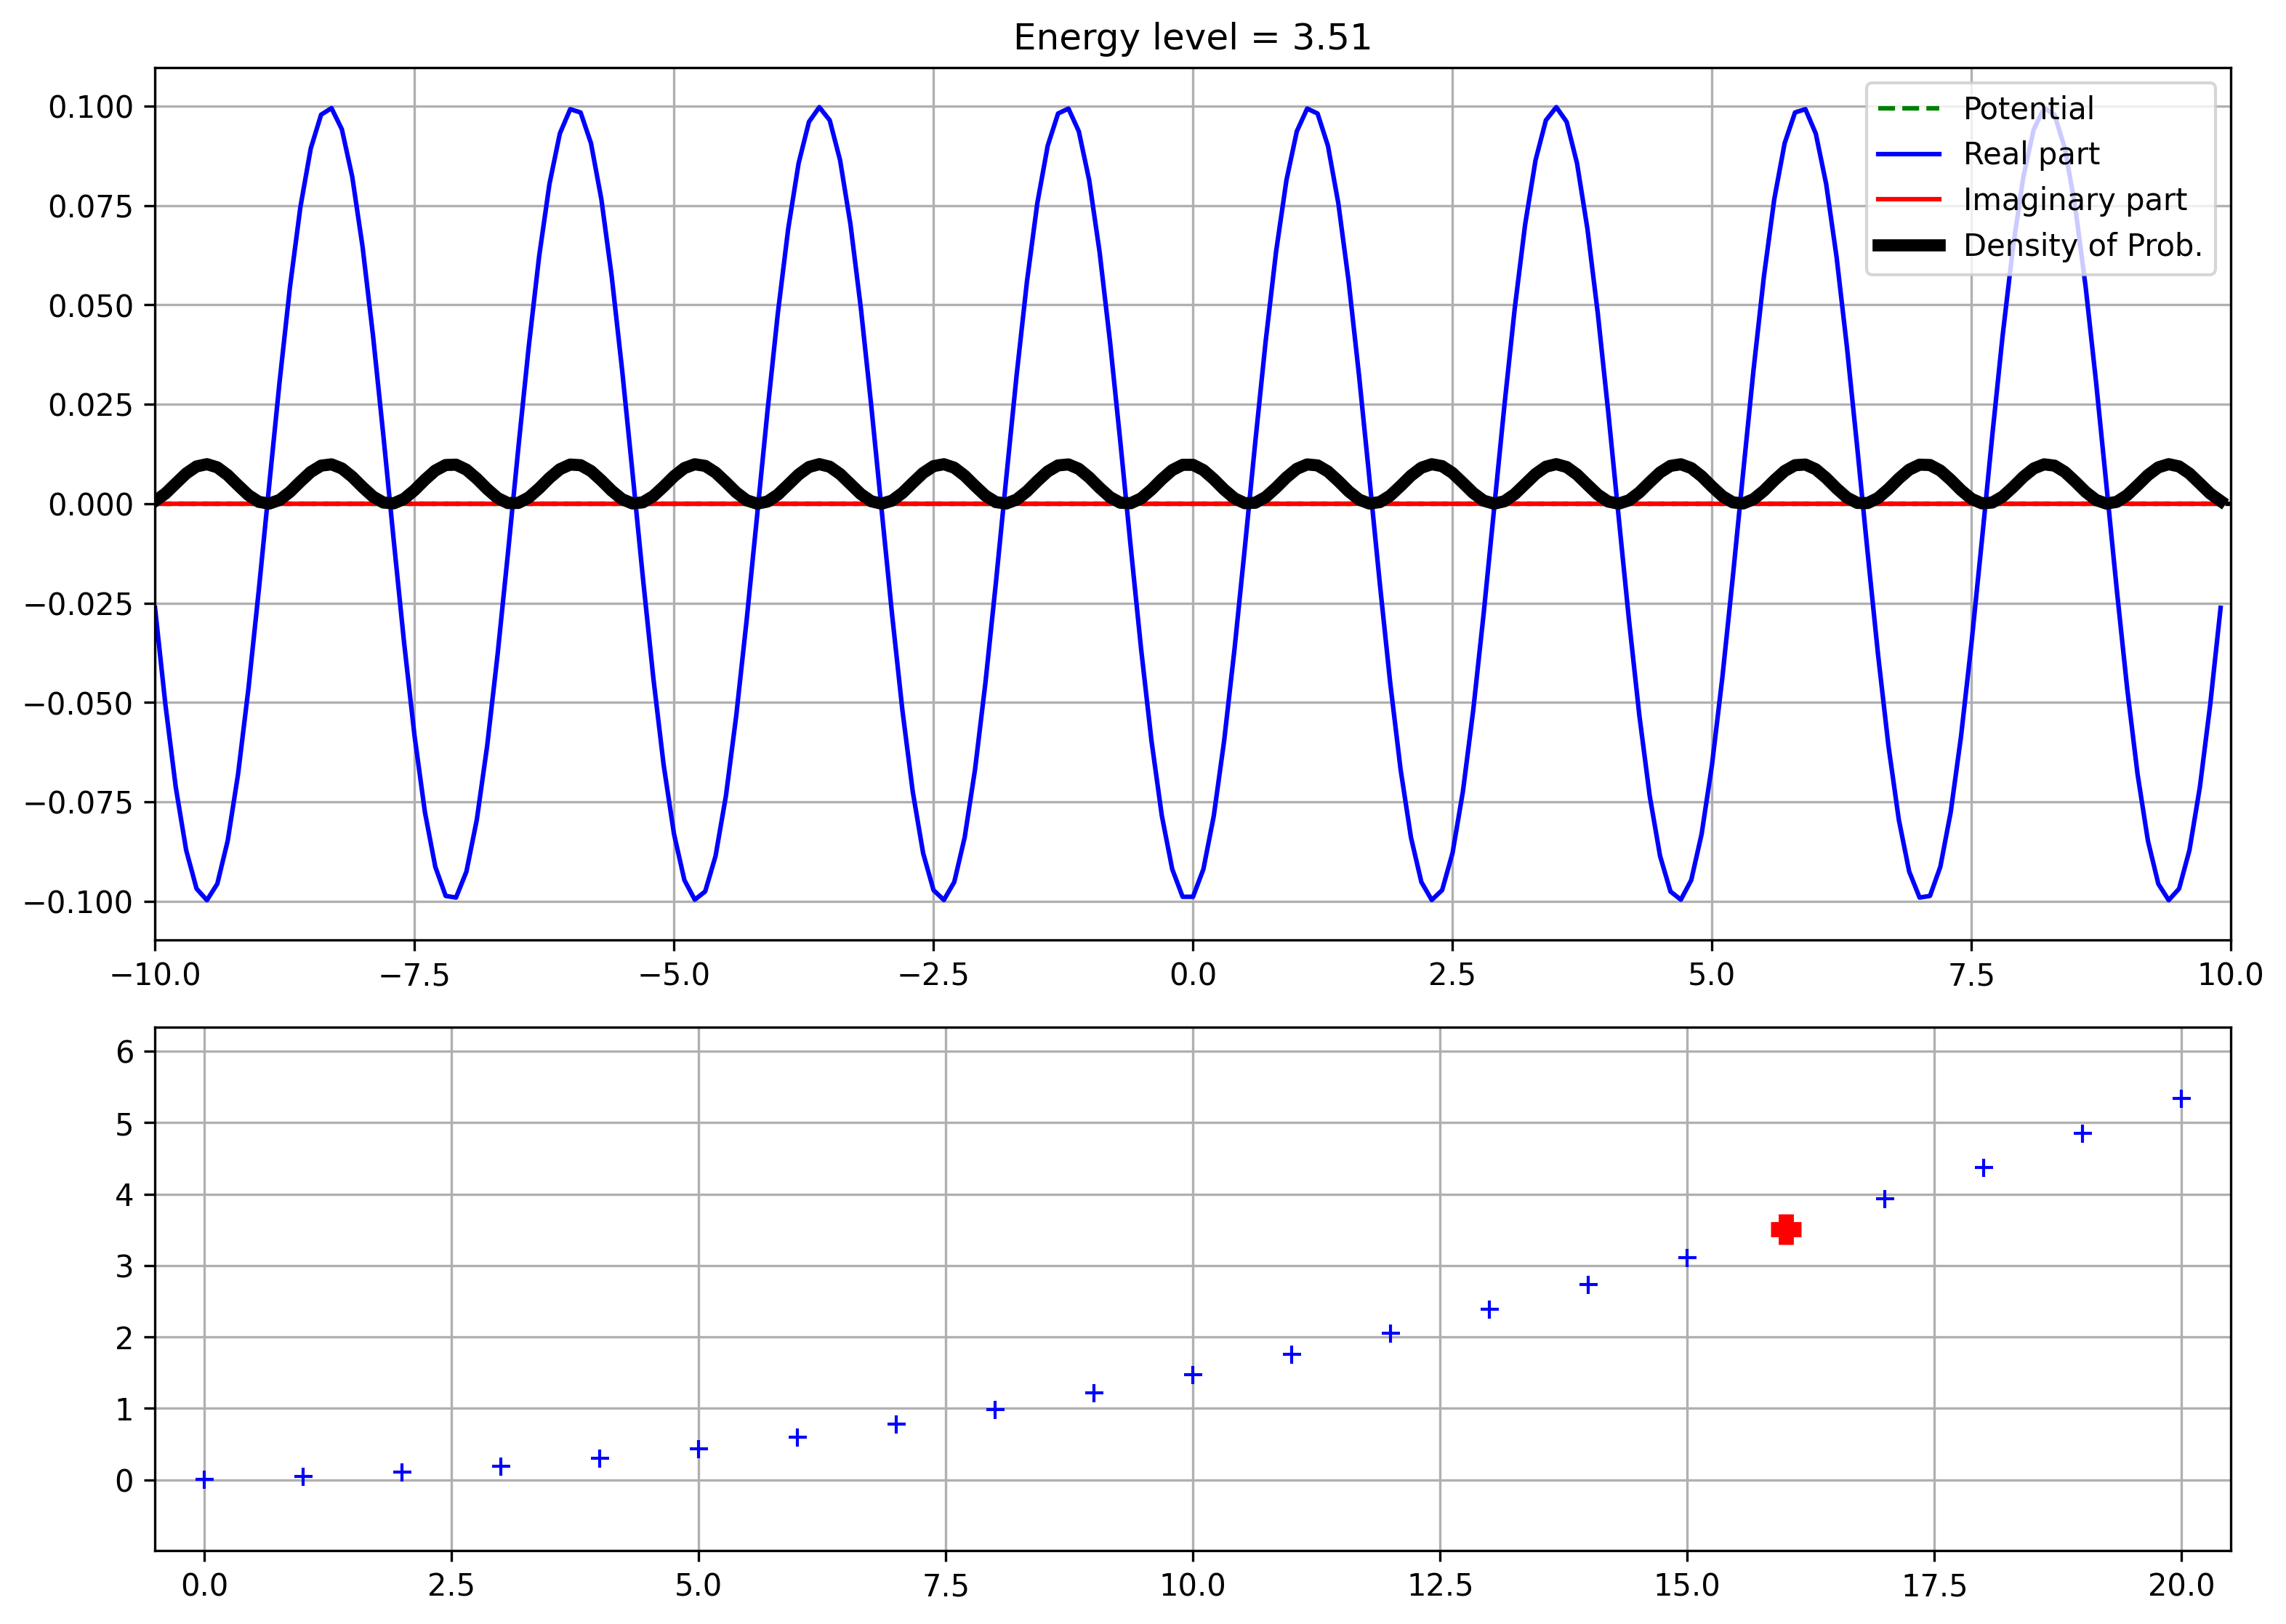 Energy level = 3.51
0.100
0.075
0.050
0.025
0.000
−0.025
−0.050
−0.075
−0.100
Potential
Real part
Imaginary part
Density of Prob.
−10.0 −7.5 −5.0 −2.5 0.0 2.5 5.0 7.5 10.0
6
5
4
3
2
1
0
0.0 2.5 5.0 7.5 10.0 12.5 15.0 17.5 20.0